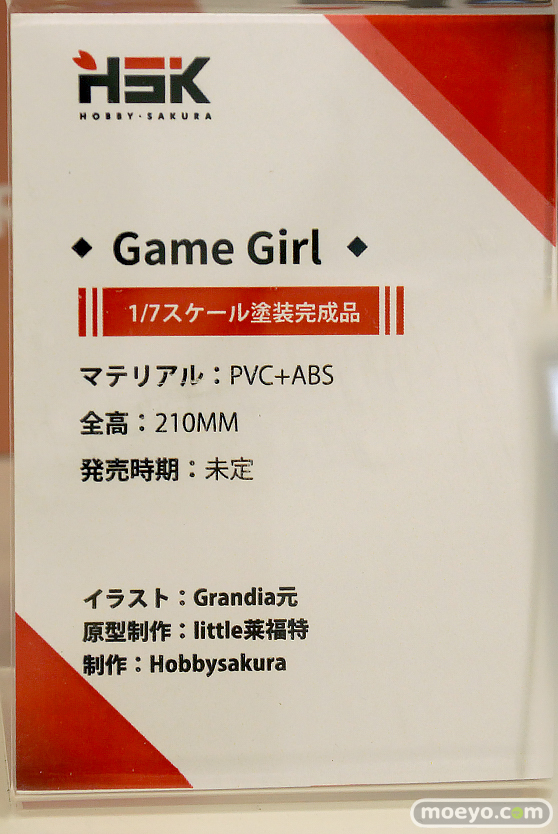 HSK
HOBBY·SAKURA
◆ Game Girl ◆
1/7スケール塗装完成品
マテリアル：PVC+ABS
全高：210MM
発売時期：未定
イラスト：Grandia元
原型制作：little莱福特
制作：Hobbysakura
moeyo.com